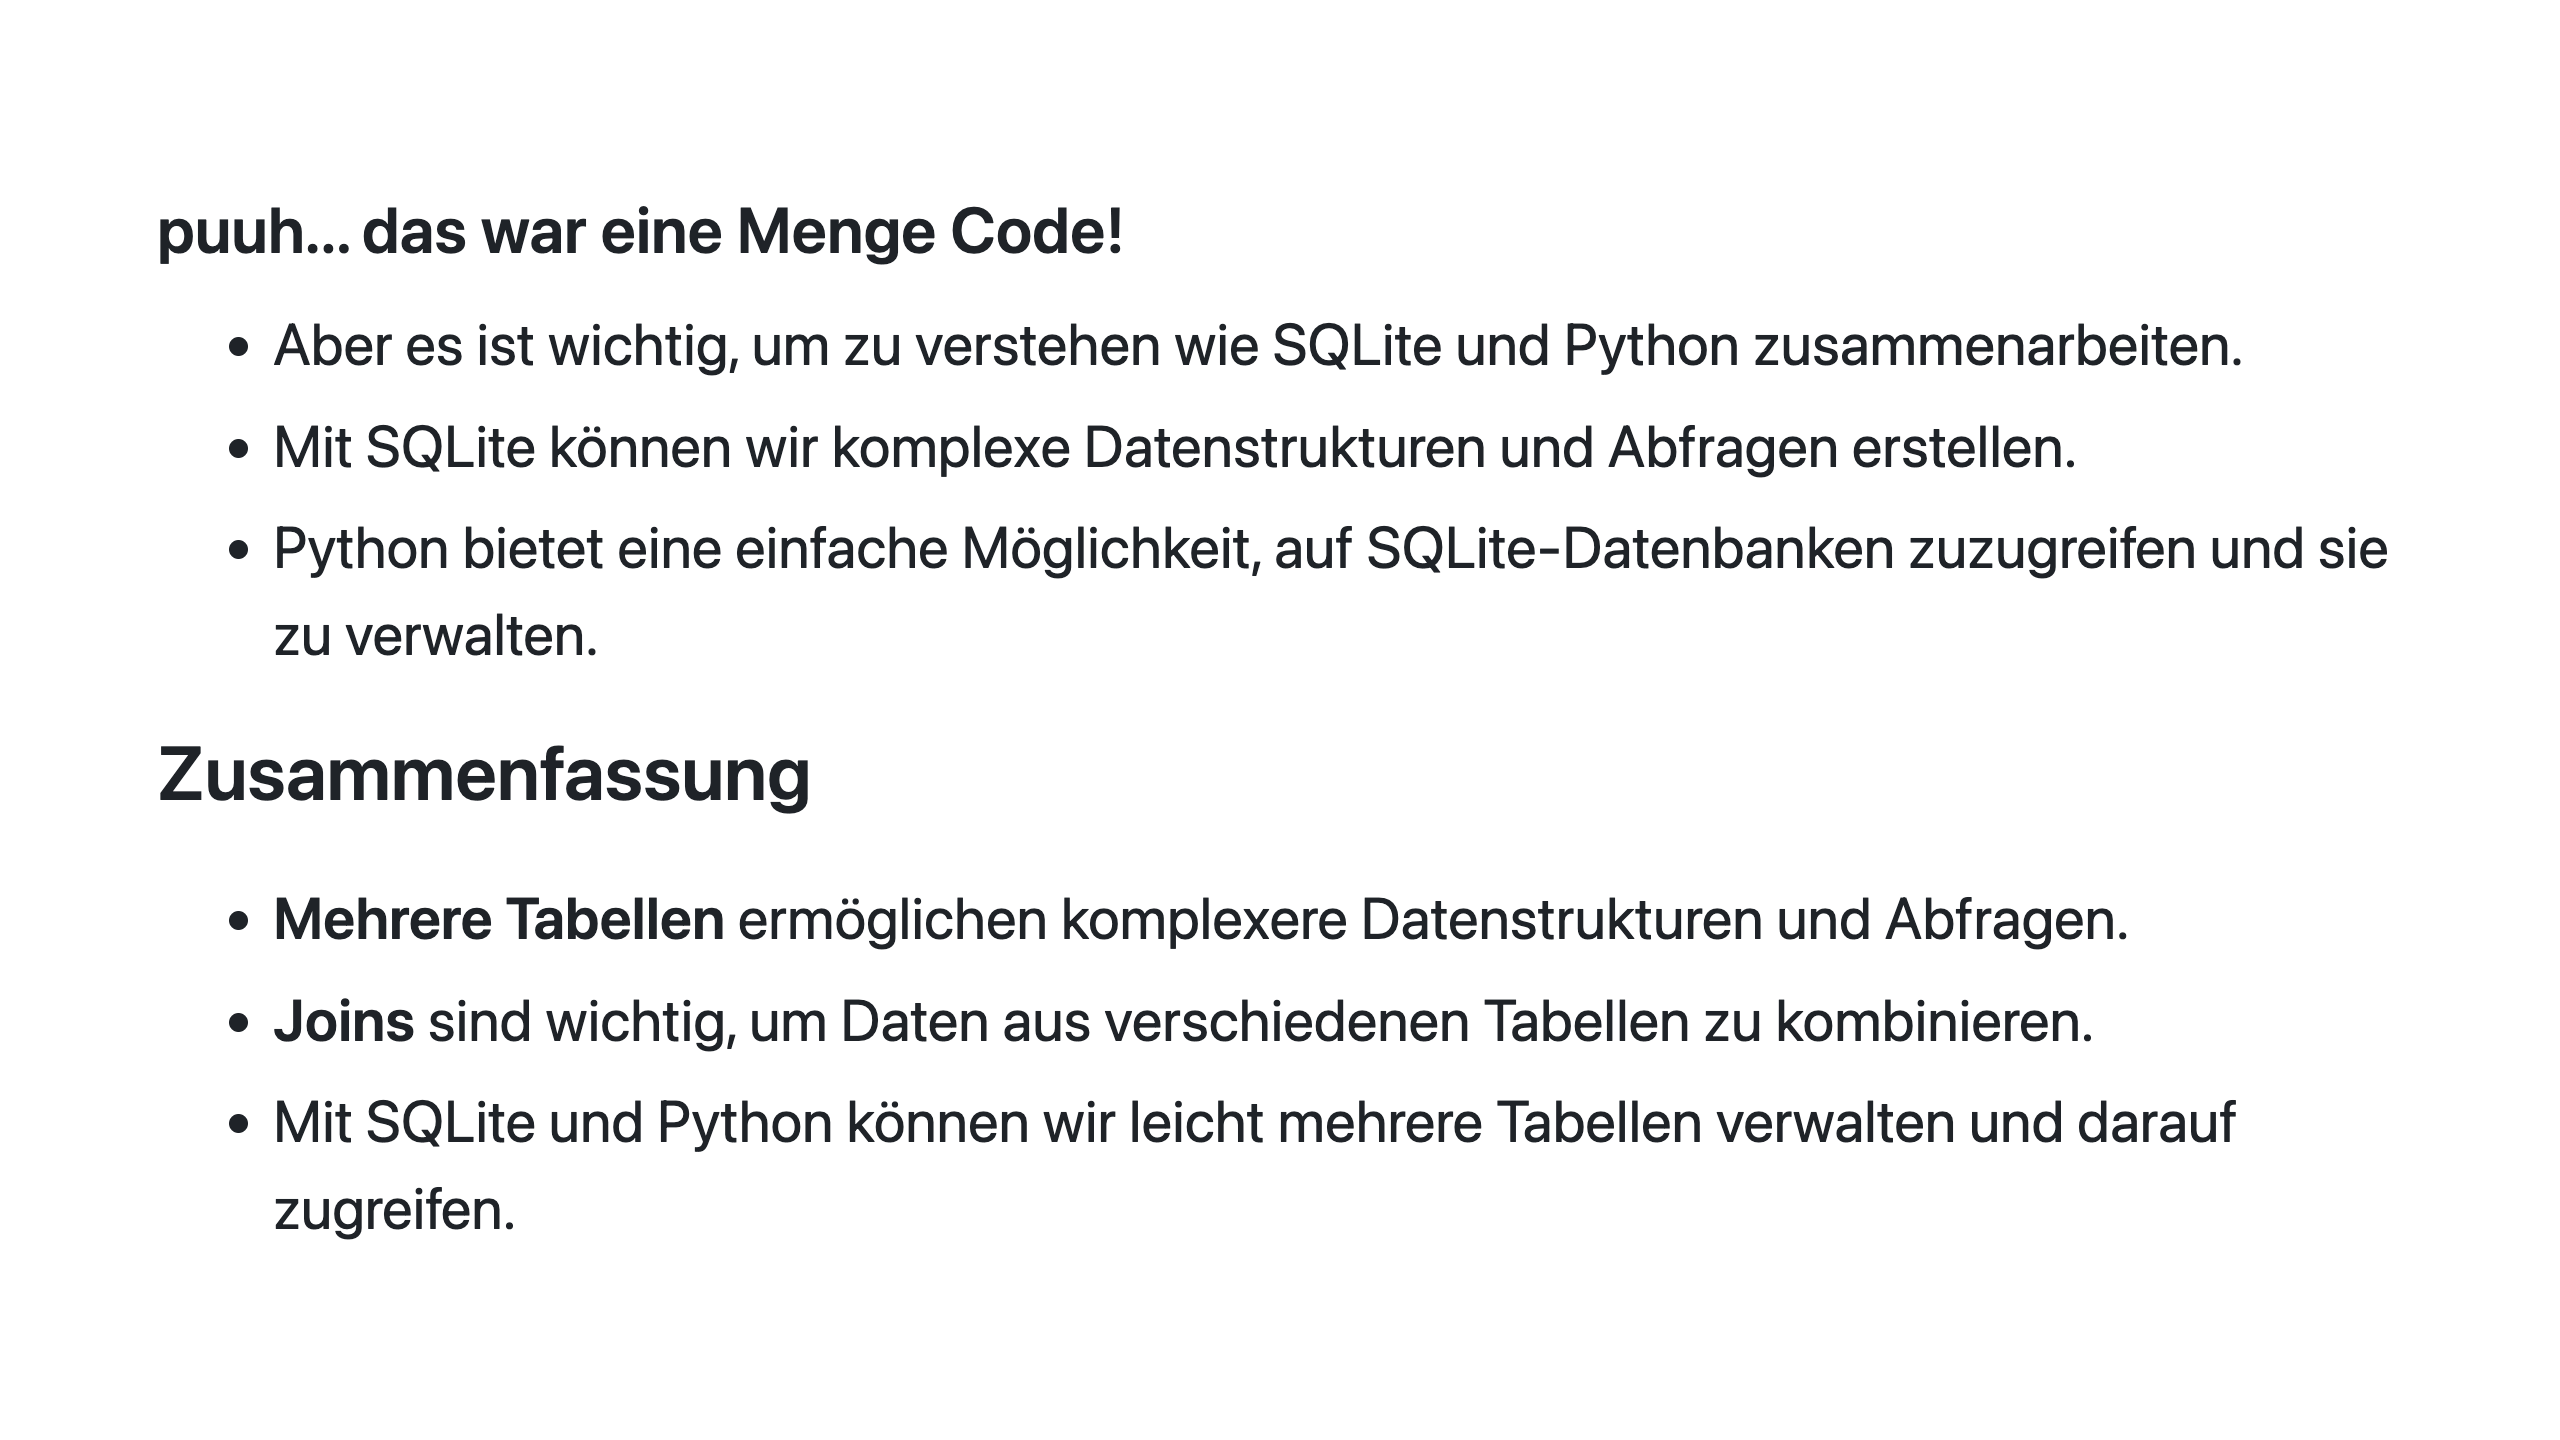 puuh... das war eine Menge Code!
• Aber es ist wichtig, um zu verstehen wie SQLite und Python zusammenarbeiten.
• Mit SQLite können wir komplexe Datenstrukturen und Abfragen erstellen.
• Python bietet eine einfache Möglichkeit, auf SQLite-Datenbanken zuzugreifen und sie
zu verwalten.
Zusammenfassung
• Mehrere Tabellen ermöglichen komplexere Datenstrukturen und Abfragen.
• Joins sind wichtig, um Daten aus verschiedenen Tabellen zu kombinieren.
• Mit SQLite und Python können wir leicht mehrere Tabellen verwalten und darauf
zugreifen.